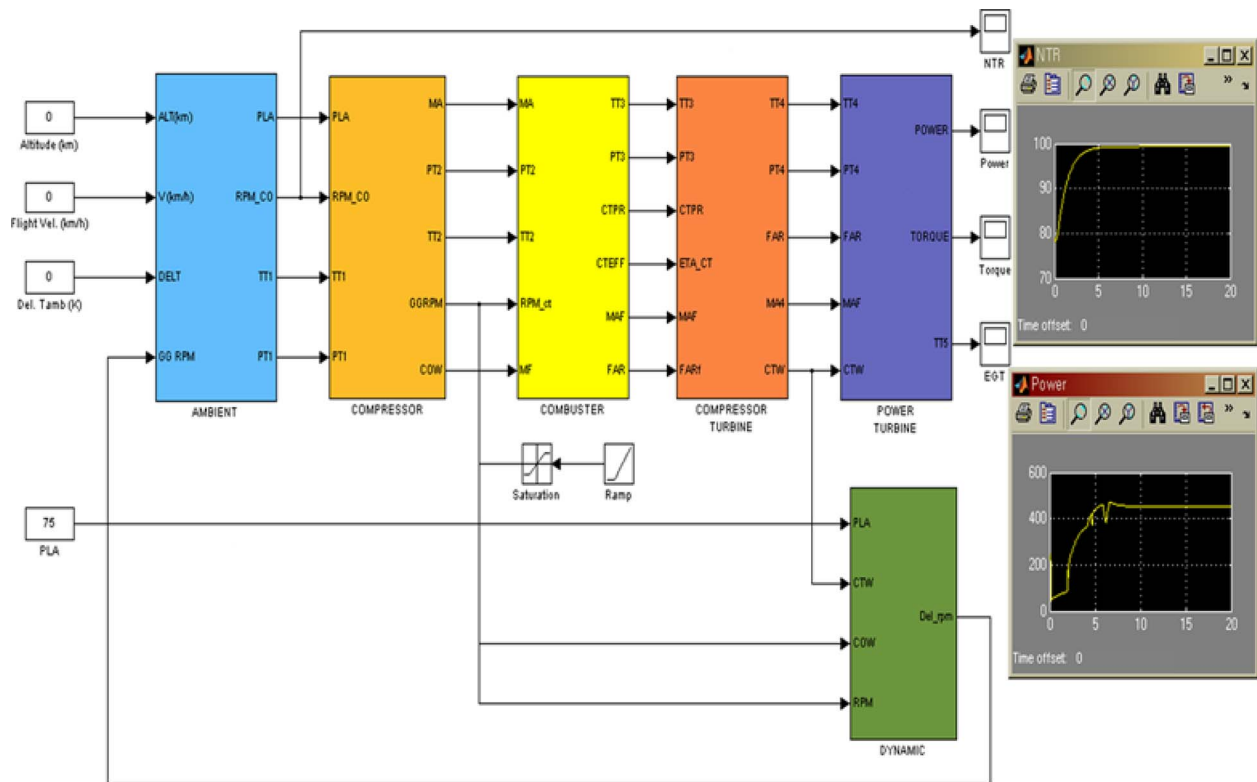 0
Altitude (km)
0
Flight Vel. (km/h)
0
Del. Tamb (K)
75
PLA
ALT(km)
V(km/h)
DELT
GG RPM
PLA
RPM_CO
TT1
PT1
AMBIENT
PLA
RPM_CO
TT1
PT1
MA
PT2
TT2
GGRPM
COW
COMPRESSOR
MA
PT2
TT2
RPM_ct
MF
TT3
PT3
CTPR
CTEFF
MAF
FAR
COMBUSTER
Saturation
Ramp
TT3
PT3
CTPR
ETA_CT
MAF
FAR1
TT4
PT4
FAR
MA4
CTW
COMPRESSOR
TURBINE
TT4
PT4
FAR
MAF
CTW
POWER
TORQUE
TT5
POWER
TURBINE
PLA
CTW
COW
RPM
Del_rpm
DYNAMIC
NTR
Power
Torque
EGT
NTR
100
90
80
70
0
5
10
15
20
Time offset: 0
Power
600
400
200
0
0
5
10
15
20
Time offset: 0